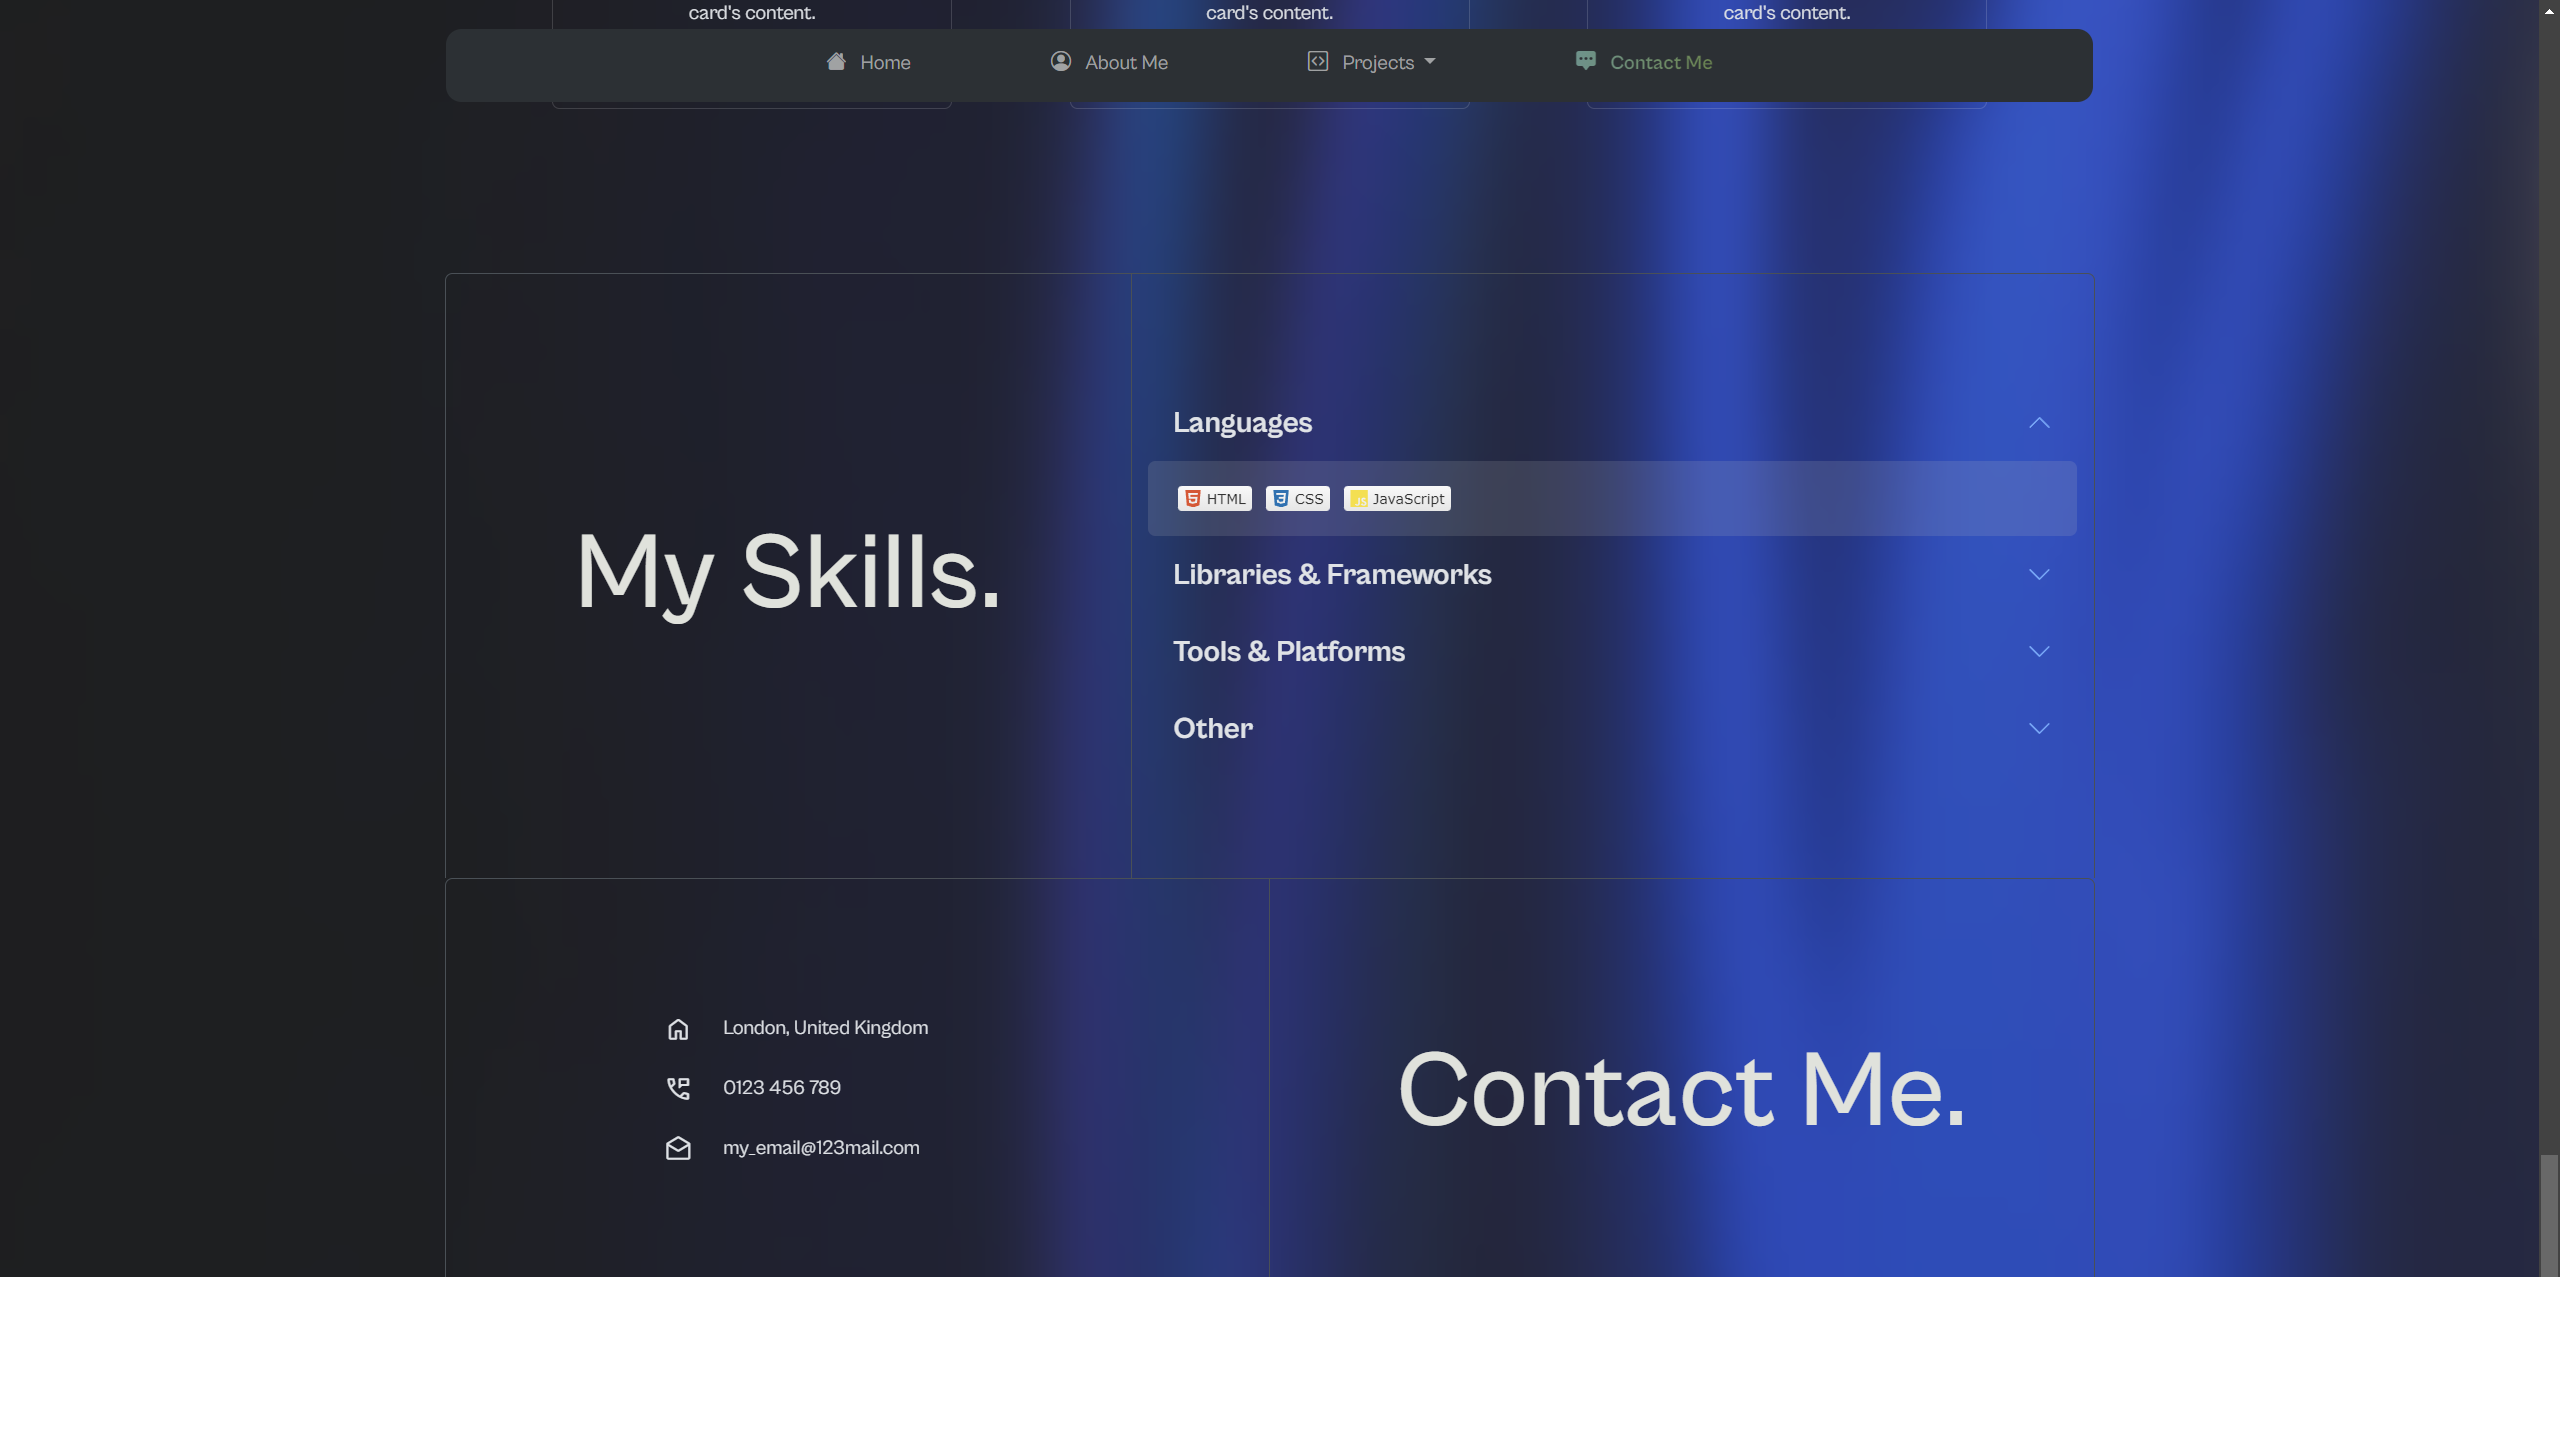 card's content.
card's content.
card's content.
Home
About Me
Projects
Contact Me
Languages
HTML
CSS
JavaScript
My Skills.
Libraries & Frameworks
Tools & Platforms
Other
London, United Kingdom
0123 456 789
my_email@123mail.com
Contact Me.